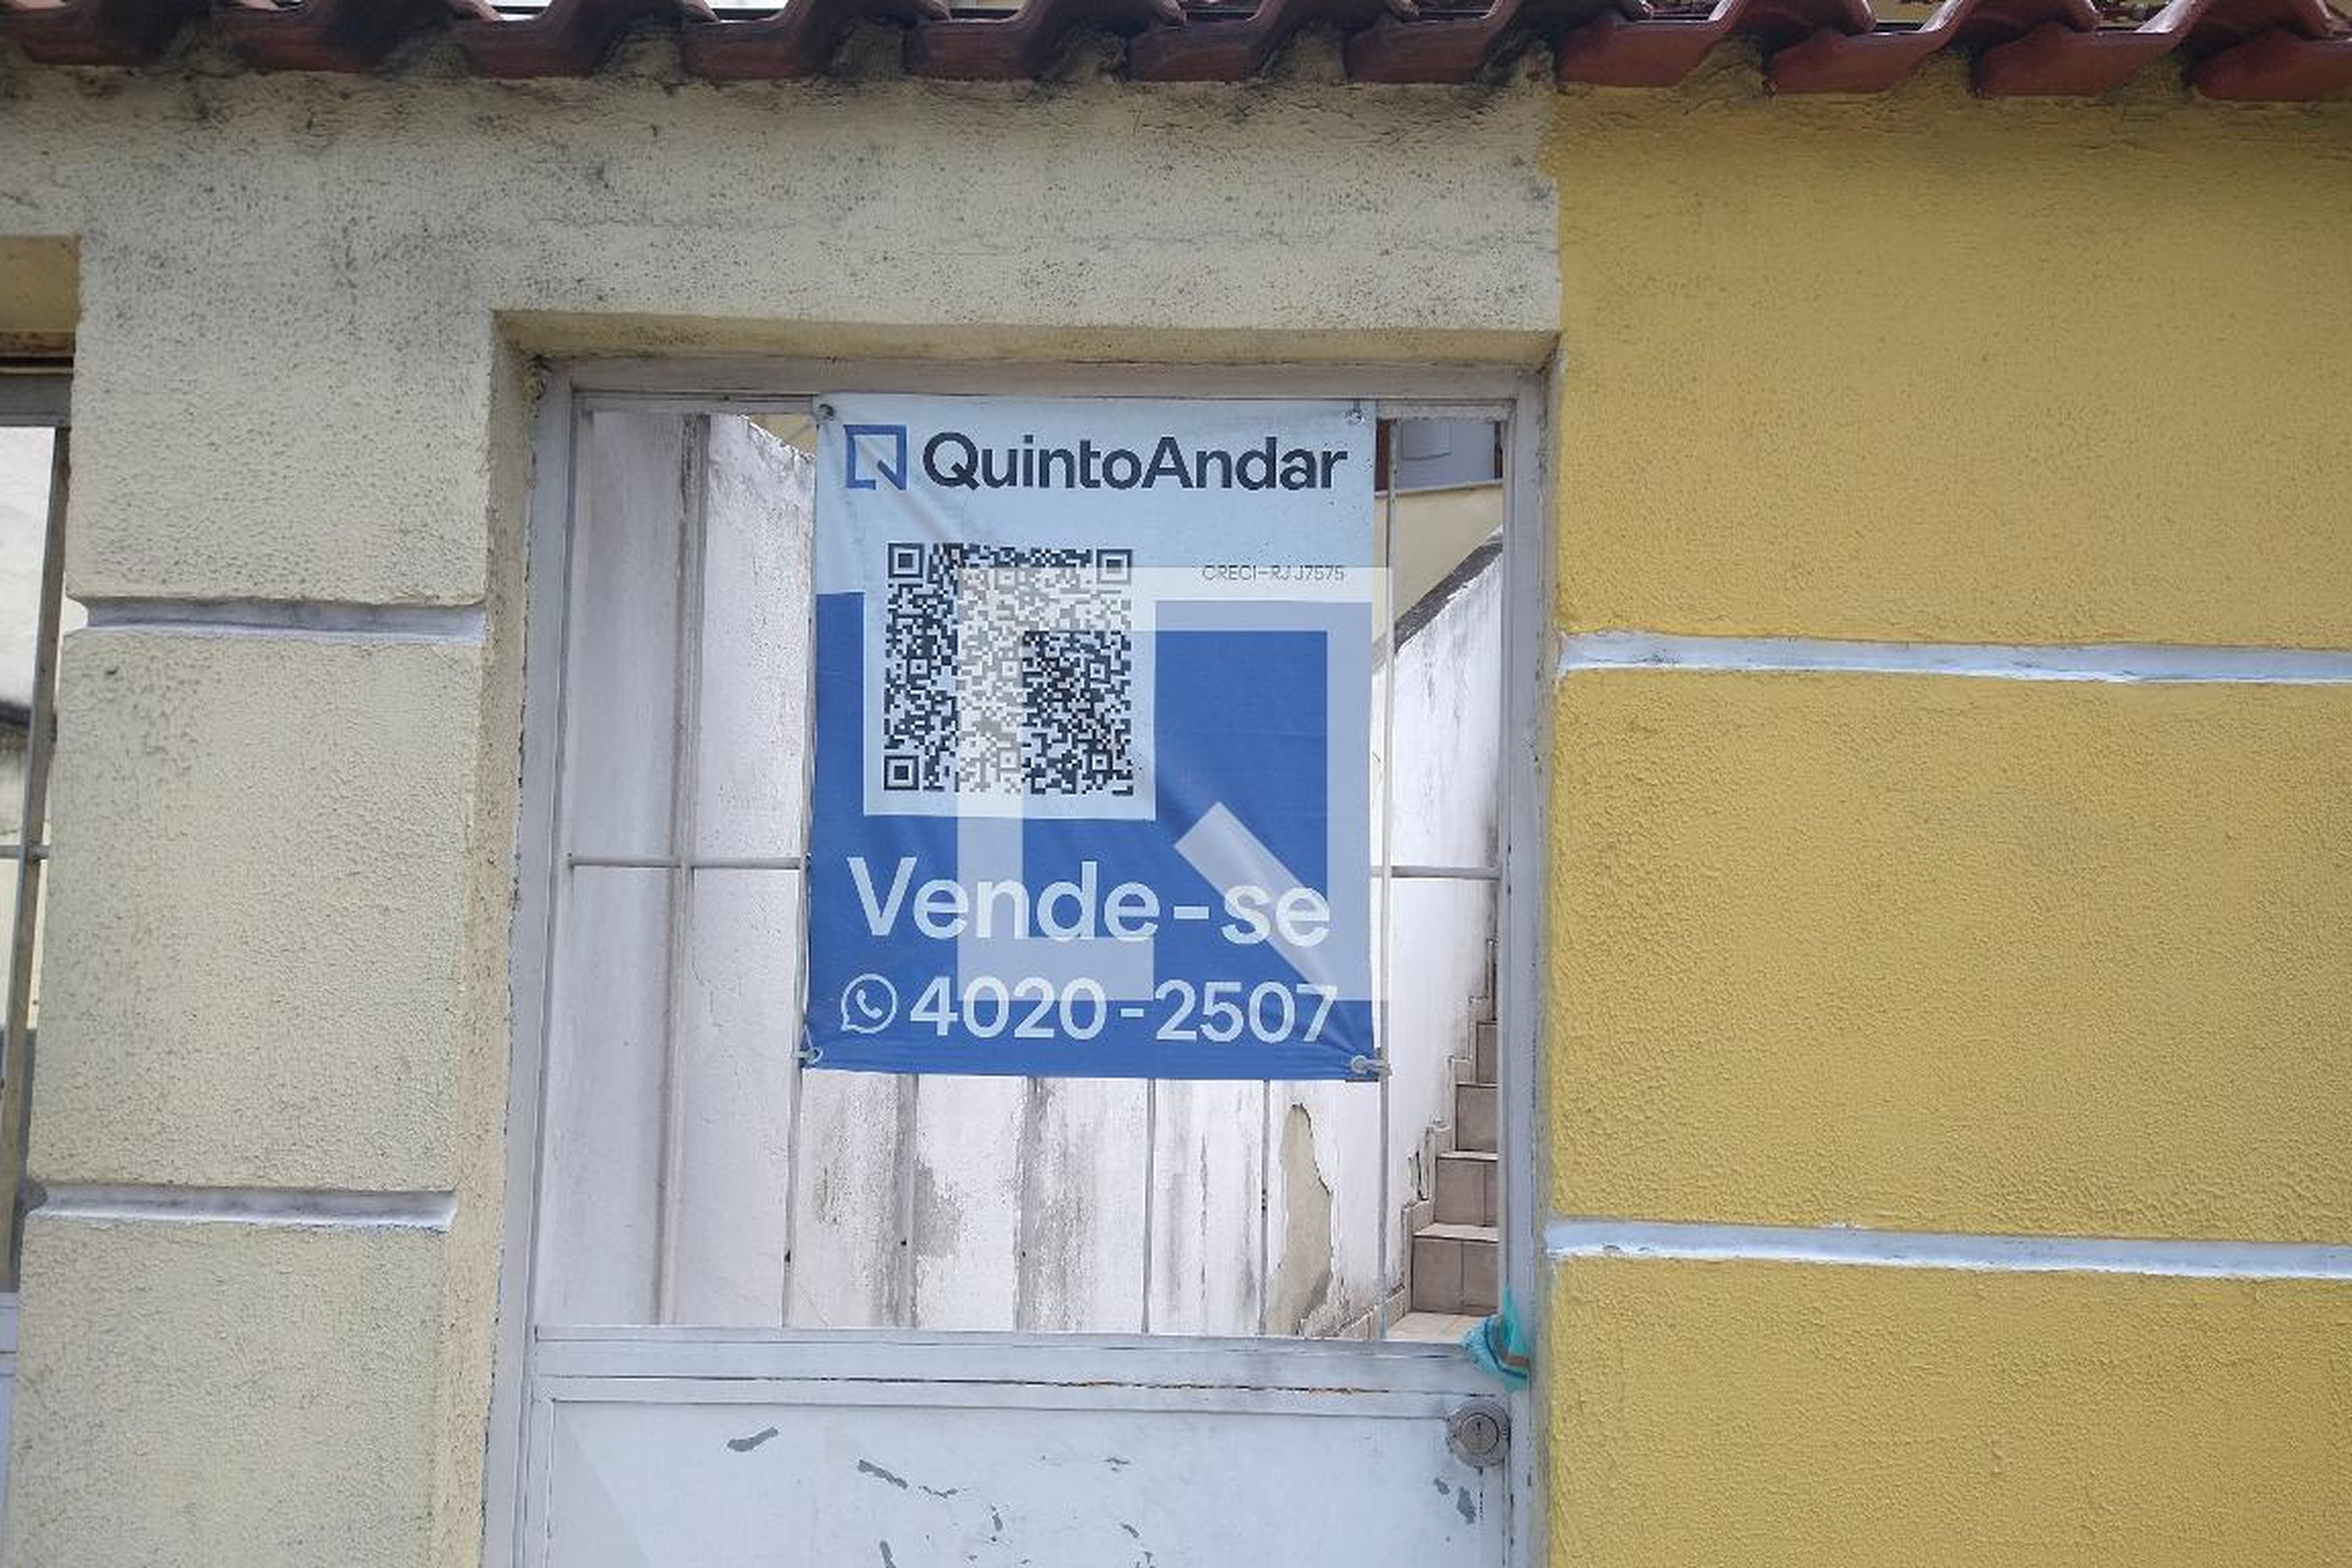 QuintoAndar
CRECI-RJ J7575
Vende-se
4020-2507